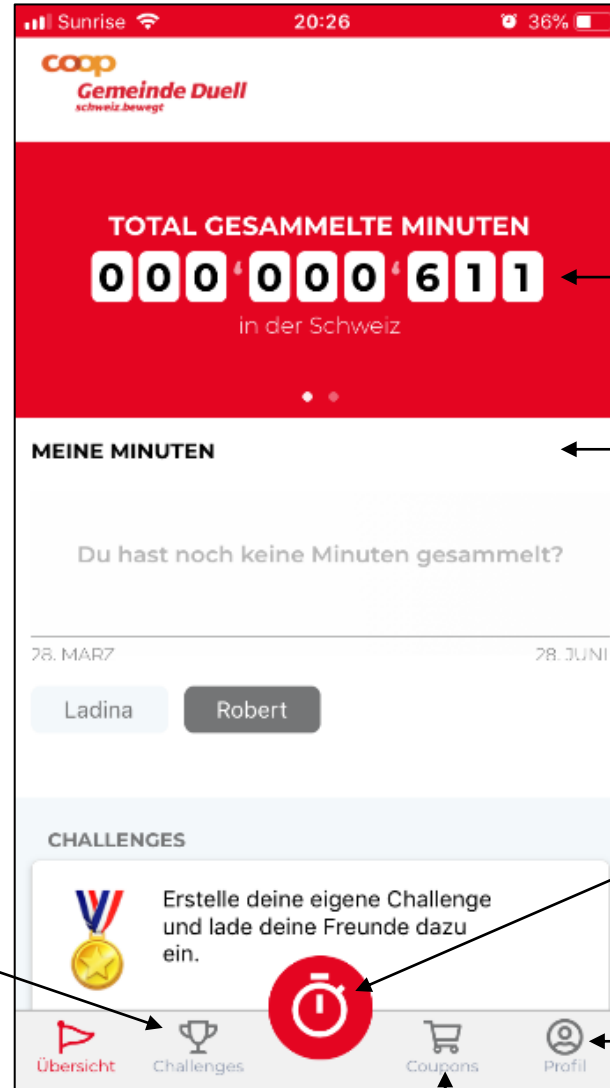 Sunrise 20:26 36%
coop
Gemeinde Duell
schweiz.bewegt
TOTAL GESAMMELTE MINUTEN
000‘000‘611
in der Schweiz
MEINE MINUTEN
Du hast noch keine Minuten gesammelt?
28. MÄRZ 28. JUNI
Ladina Robert
CHALLENGES
Erstelle deine eigene Challenge
und lade deine Freunde dazu
ein.
Übersicht Challenges Coupons Profil